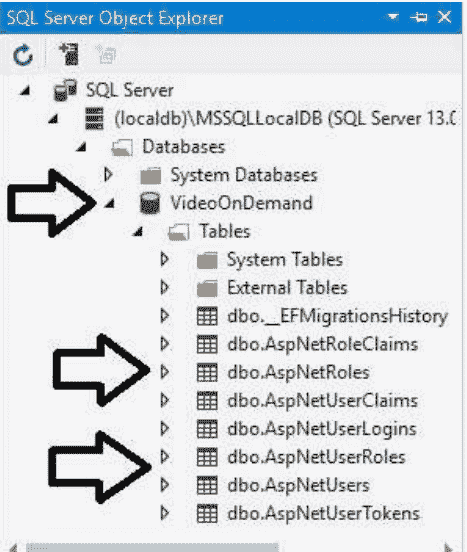 SQL Server Object Explorer
SQL Server
(localdb)\MSSQLLocalDB (SQL Server 13.0
Databases
System Databases
VideoOnDemand
Tables
System Tables
External Tables
dbo.__EFMigrationsHistory
dbo.AspNetRoleClaims
dbo.AspNetRoles
dbo.AspNetUserClaims
dbo.AspNetUserLogins
dbo.AspNetUserRoles
dbo.AspNetUsers
dbo.AspNetUserTokens